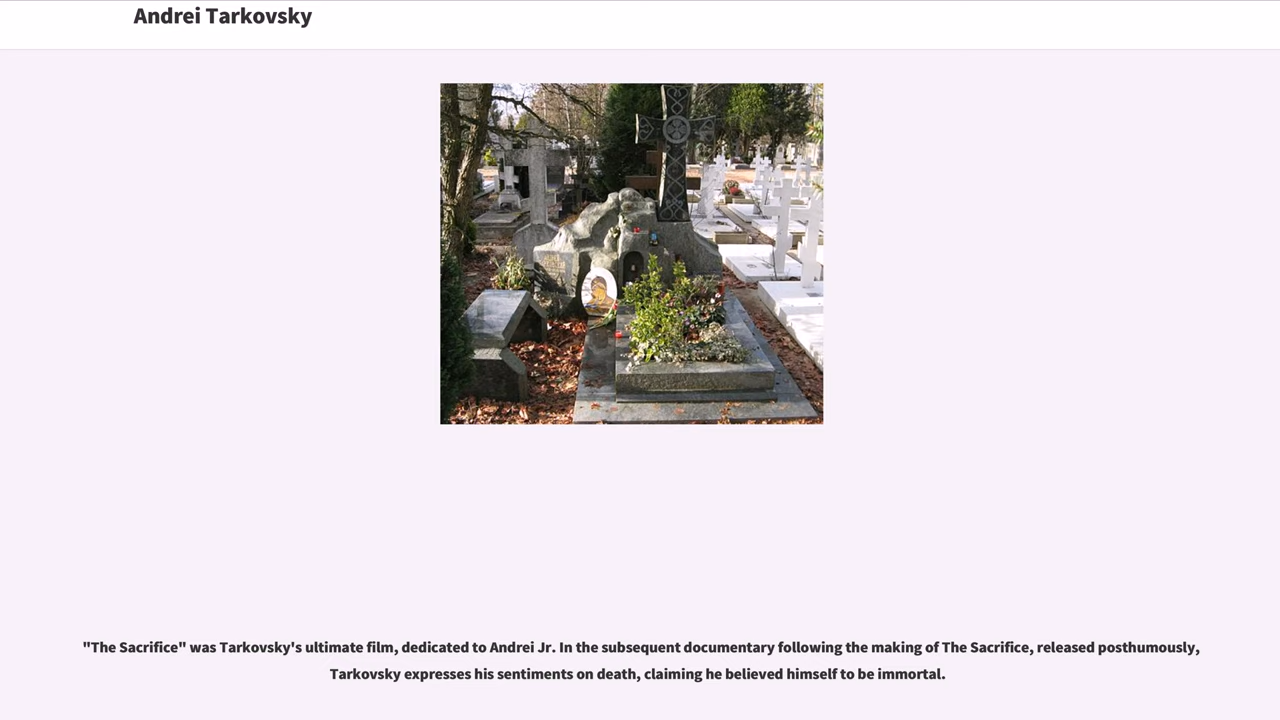 Andrei Tarkovsky
"The Sacrifice" was Tarkovsky's ultimate film, dedicated to Andrei Jr. In the subsequent documentary following the making of The Sacrifice, released posthumously,
Tarkovsky expresses his sentiments on death, claiming he believed himself to be immortal.